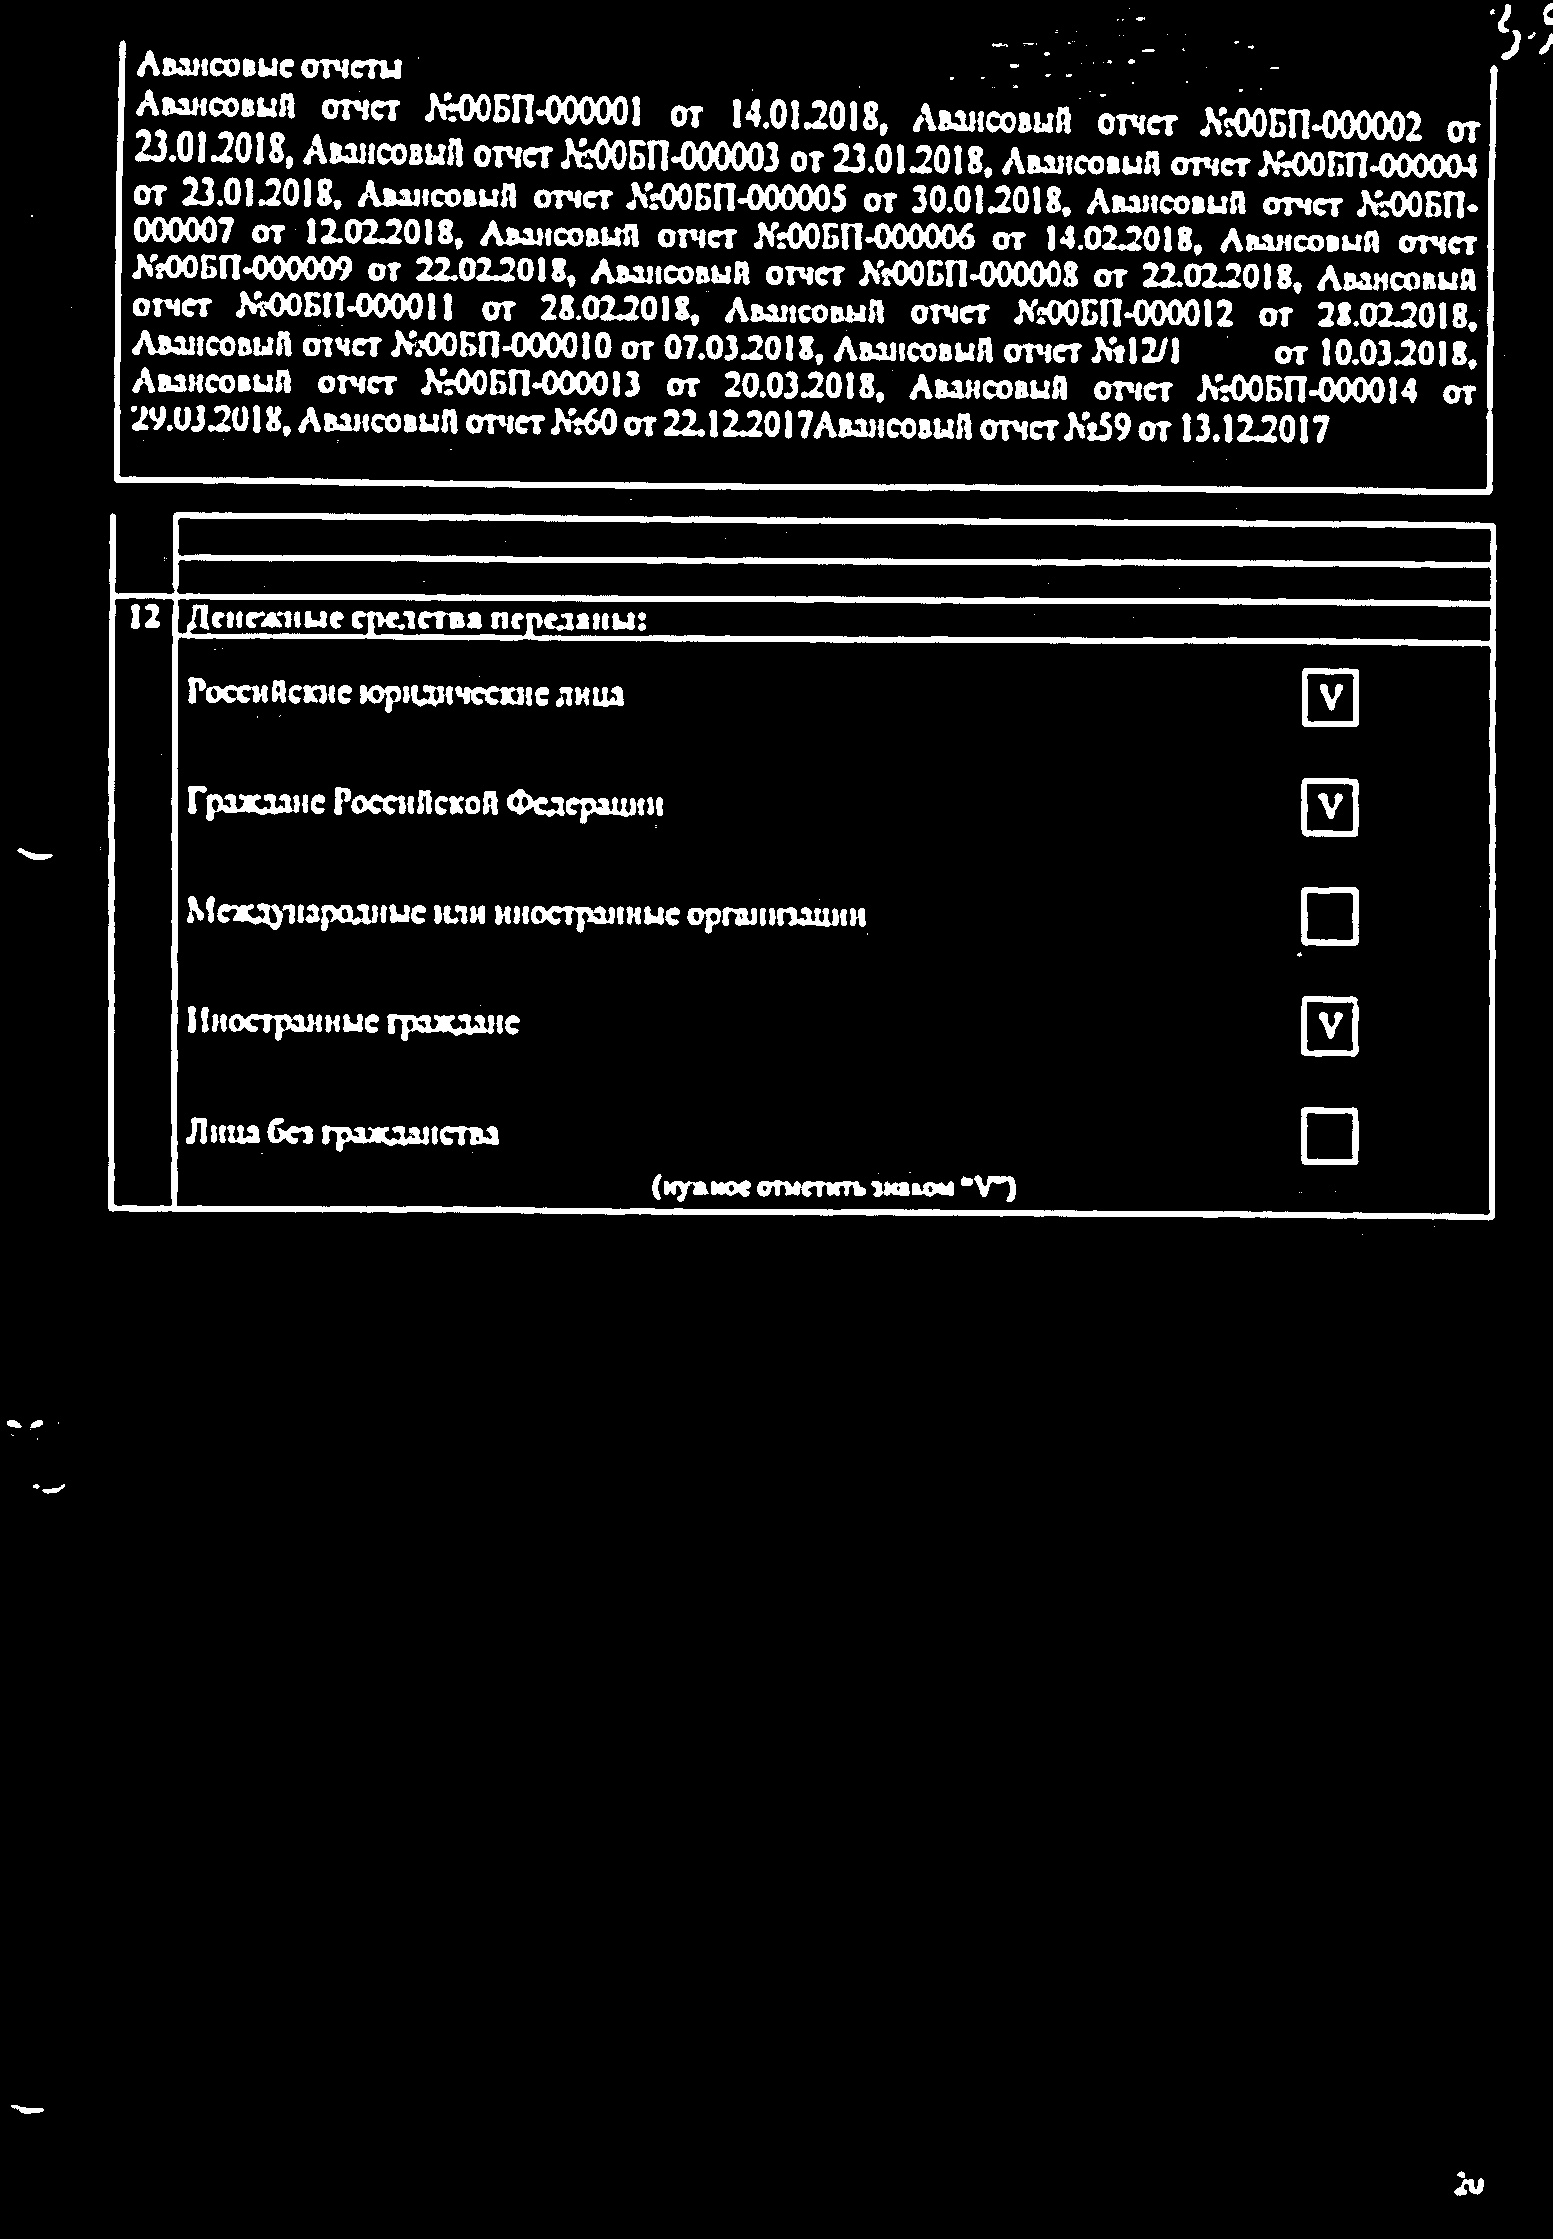 Авансовые отчеты
Авансовый отчет №00БП-000001 от 14.01.2018, Авансовый отчет №00БП-000002 от
23.01.2018, Авансовый отчет №00БП-000003 от 23.01.2018, Авансовый отчет №00БП-000004
от 23.01.2018, Авансовый отчет №00БП-000005 от 30.01.2018, Авансовый отчет №00БП-
000007 от 12.02.2018, Авансовый отчет №00БП-000006 от 14.02.2018, Авансовый отчет
№00БП-000009 от 22.02.2018, Авансовый отчет №00БП-000008 от 22.02.2018, Авансовый
отчет №00БП-000011 от 28.02.2018, Авансовый отчет №00БП-000012 от 28.02.2018,
Авансовый отчет №00БП-000010 от 07.03.2018, Авансовый отчет №12/1 от 10.03.2018,
Авансовый отчет №00БП-000013 от 20.03.2018, Авансовый отчет №00БП-000014 от
29.03.2018, Авансовый отчет №60 от 22.12.2017Авансовый отчет №59 от 13.12.2017
12 Денежные средства переданы:
Российские юридические лица V
Граждане Российской Федерации V
Международные или иностранные организации
Иностранные граждане V
Лица без гражданства
(нужное отметить знаком "V")
20